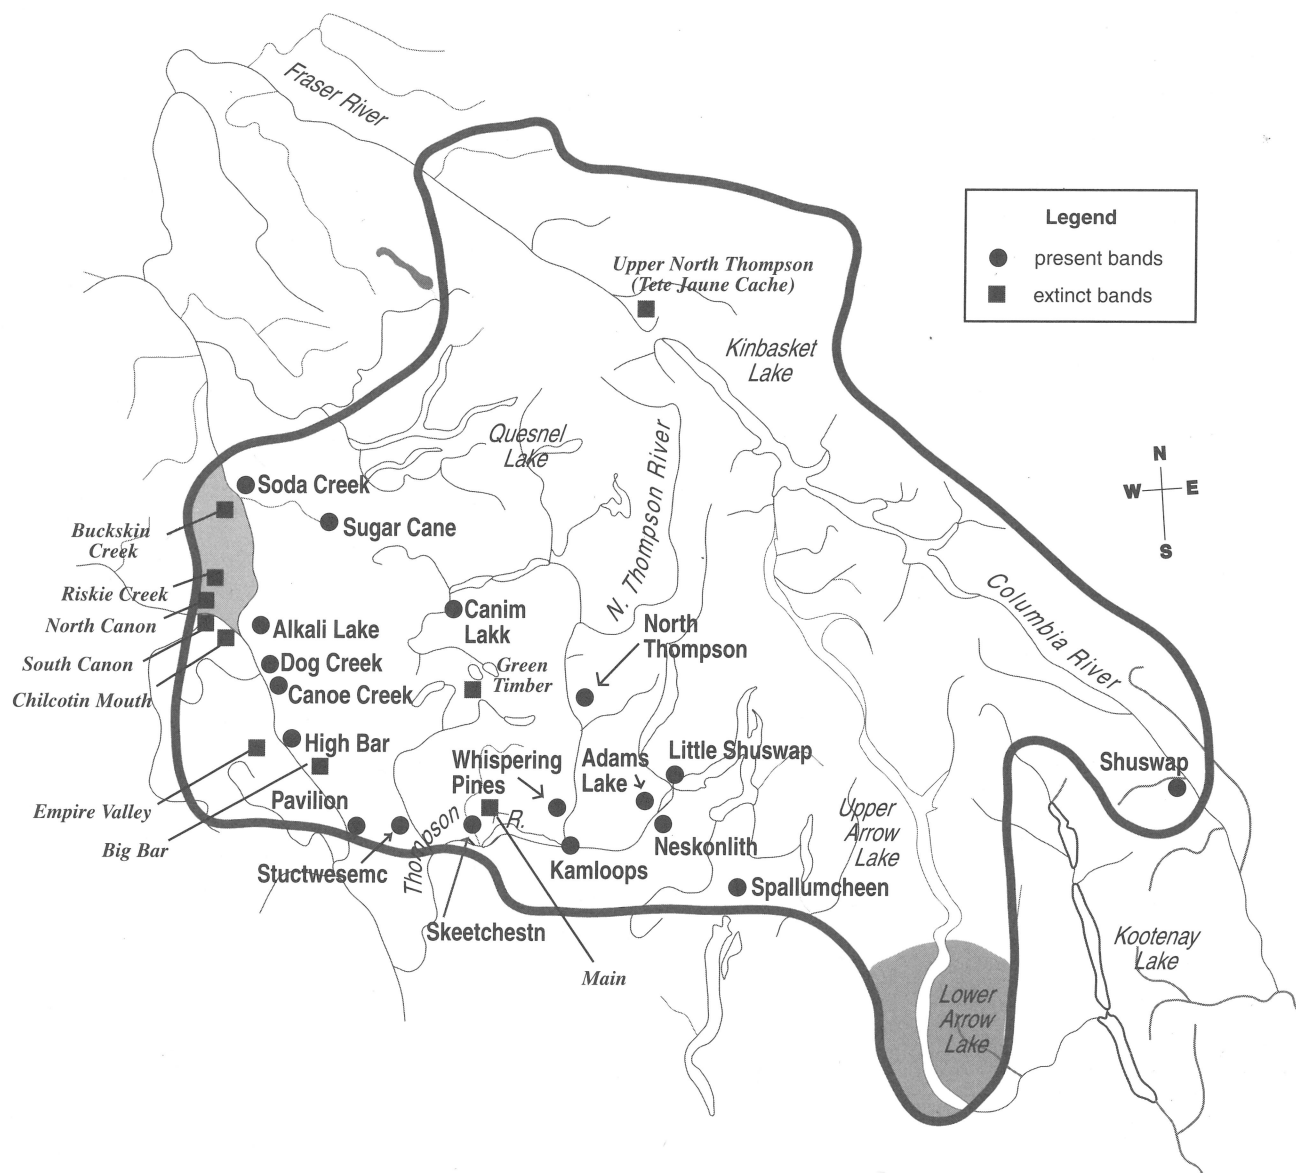 Fraser River
Legend
present bands
extinct bands
Upper North Thompson
(Tete Jaune Cache)
Kinbasket
Lake
Quesnel
Lake
N
W E
S
Soda Creek
Sugar Cane
Buckskin
Creek
Riskie Creek
North Canon
South Canon
Chilcotin Mouth
N. Thompson River
Columbia River
Canim
Lakk
Alkali Lake
Dog Creek
Canoe Creek
North
Thompson
Green
Timber
High Bar
Whispering
Pines
Adams
Lake
Little Shuswap
Shuswap
Empire Valley
Big Bar
Pavilion
Thompson R.
Upper
Arrow
Lake
Stuctwesemc
Kamloops
Neskonlith
Spallumcheen
Skeetchestn
Main
Kootenay
Lake
Lower
Arrow
Lake